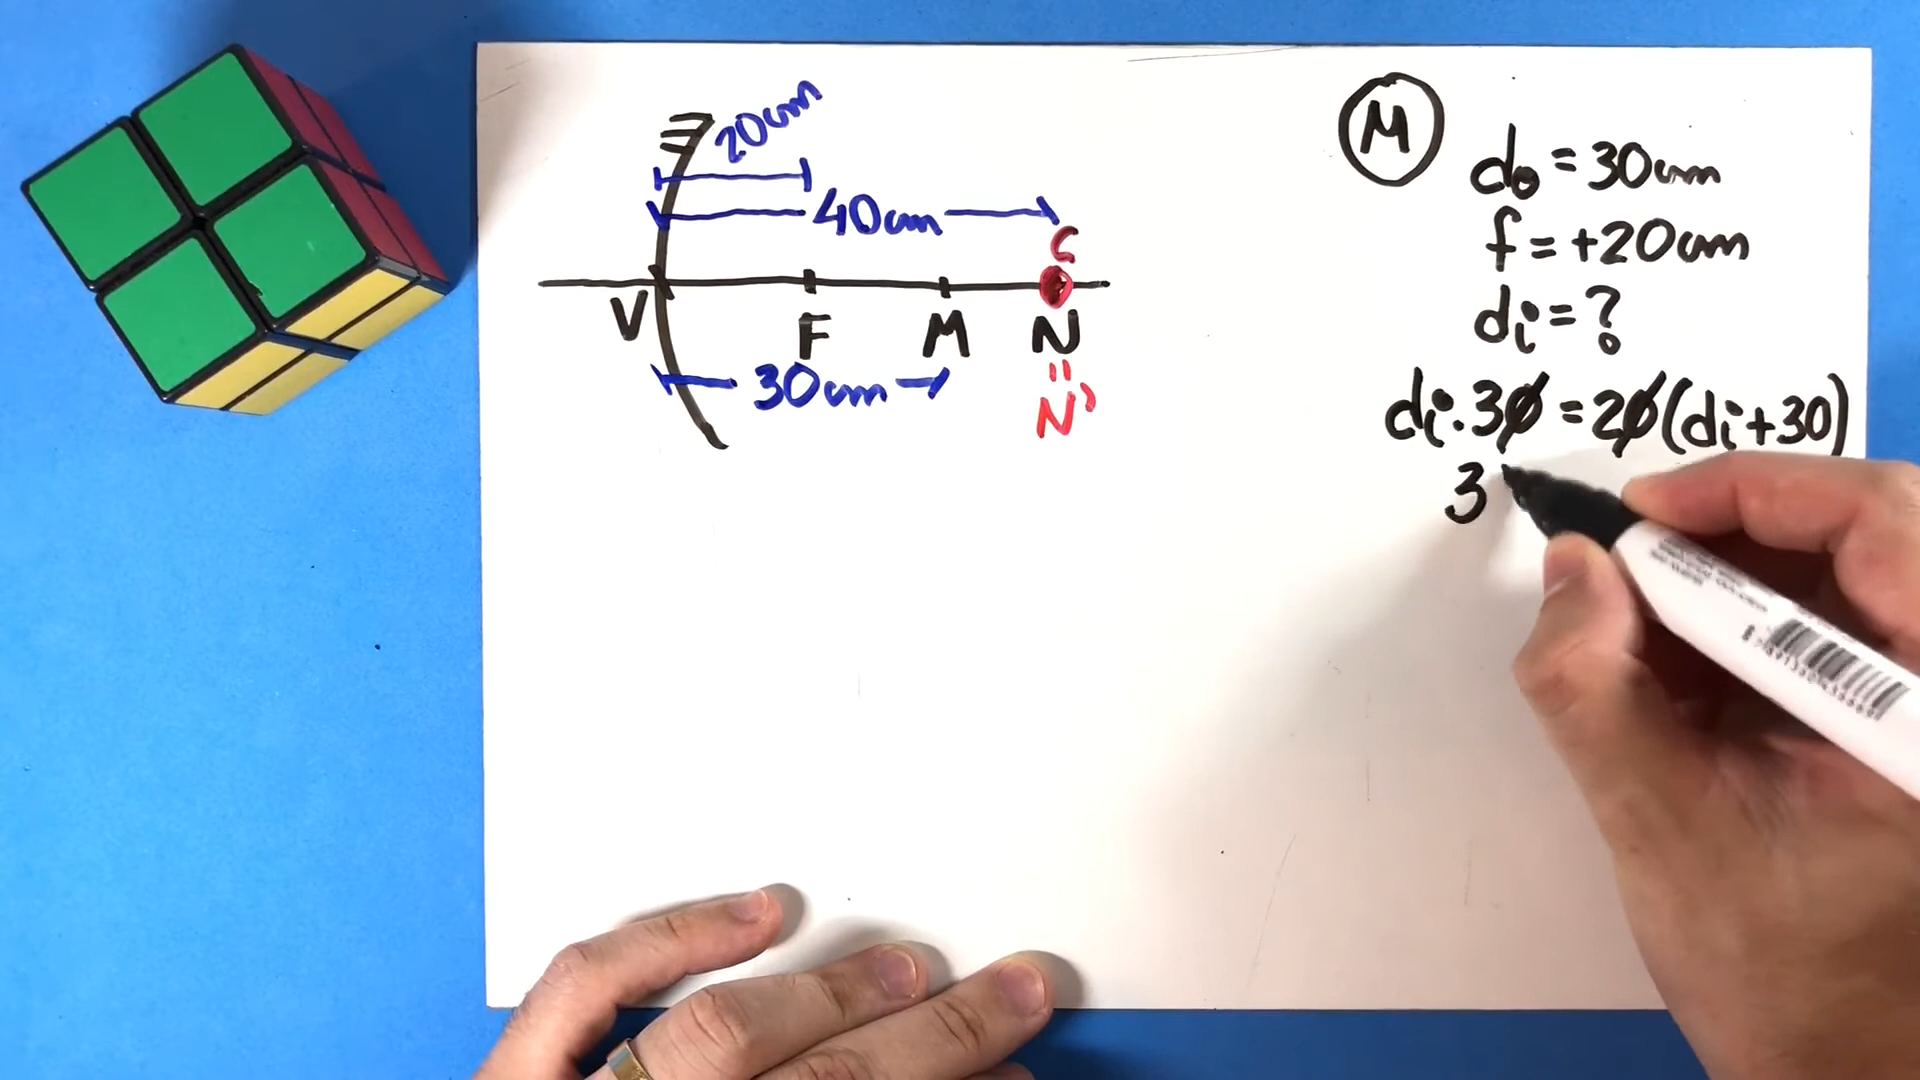 20cm
40cm
C
V F M N
"
N'
30cm
M
do = 30cm
f = +20cm
di = ?
di . 30 = 20 (di + 30)
3